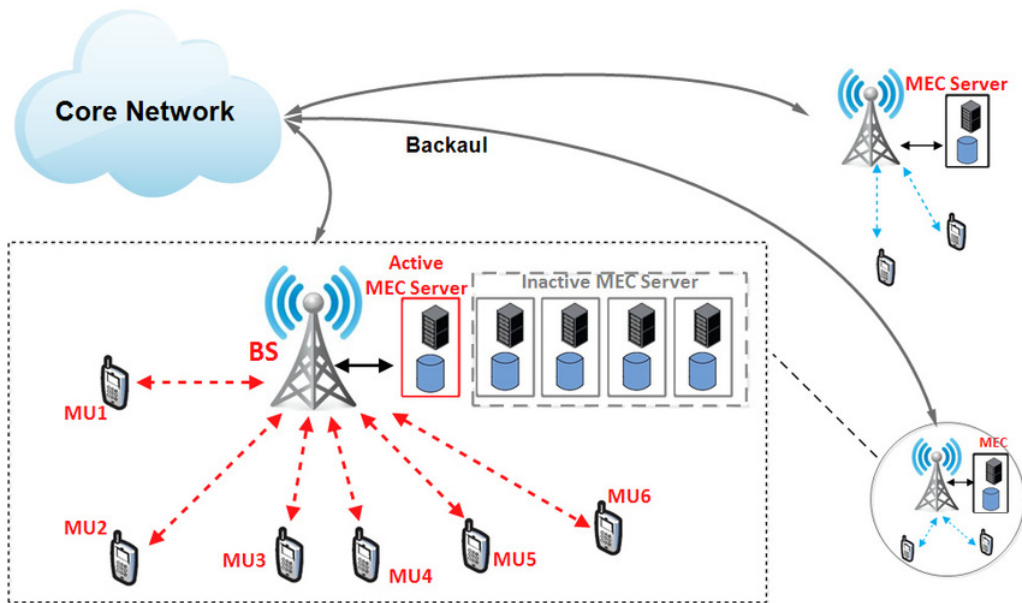 Core Network
MEC Server
Backaul
Active
MEC Server
Inactive MEC Server
BS
MU1
MEC
MU2
MU3
MU4
MU5
MU6